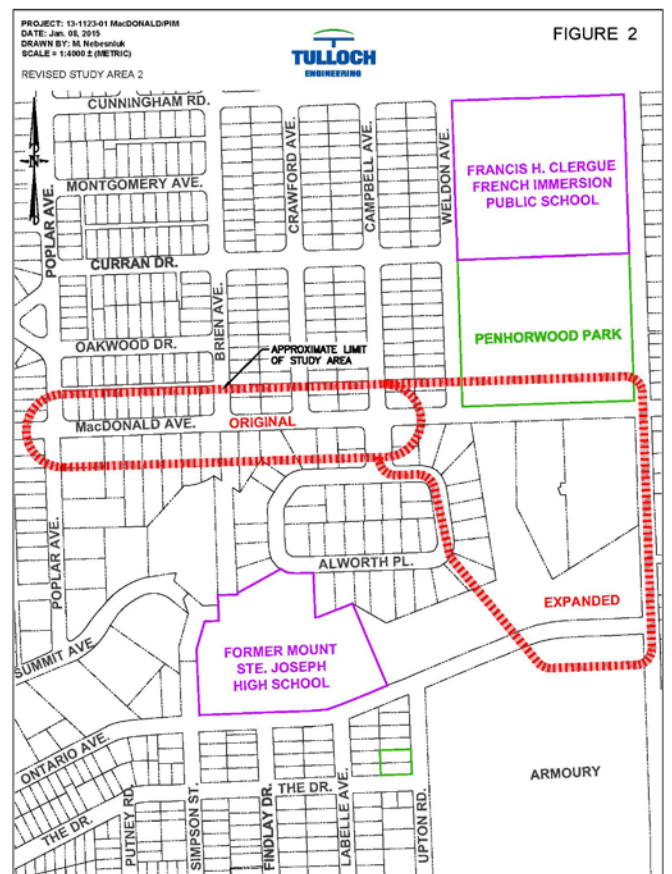 PROJECT: 13-1123-01 MacDONALD/PIM
DATE: Jan. 08, 2015
DRAWN BY: M. Nebesniuk
SCALE = 1:4000 ± (METRIC)
REVISED STUDY AREA 2
TULLOCH
ENGINEERING
FIGURE 2
N
CUNNINGHAM RD.
MONTGOMERY AVE.
POPLAR AVE.
CURRAN DR.
OAKWOOD DR.
BRIEN AVE.
CRAWFORD AVE.
CAMPBELL AVE.
WELDON AVE.
FRANCIS H. CLERGUE
FRENCH IMMERSION
PUBLIC SCHOOL
PENHORWOOD PARK
APPROXIMATE LIMIT
OF STUDY AREA
MacDONALD AVE.
ORIGINAL
ALWORTH PL.
POPLAR AVE.
SUMMIT AVE
EXPANDED
FORMER MOUNT
STE. JOSEPH
HIGH SCHOOL
ONTARIO AVE.
THE DR.
PUTNEY RD.
SIMPSON ST.
FINDLAY DR.
THE DR.
LABELLE AVE.
UPTON RD.
ARMOURY